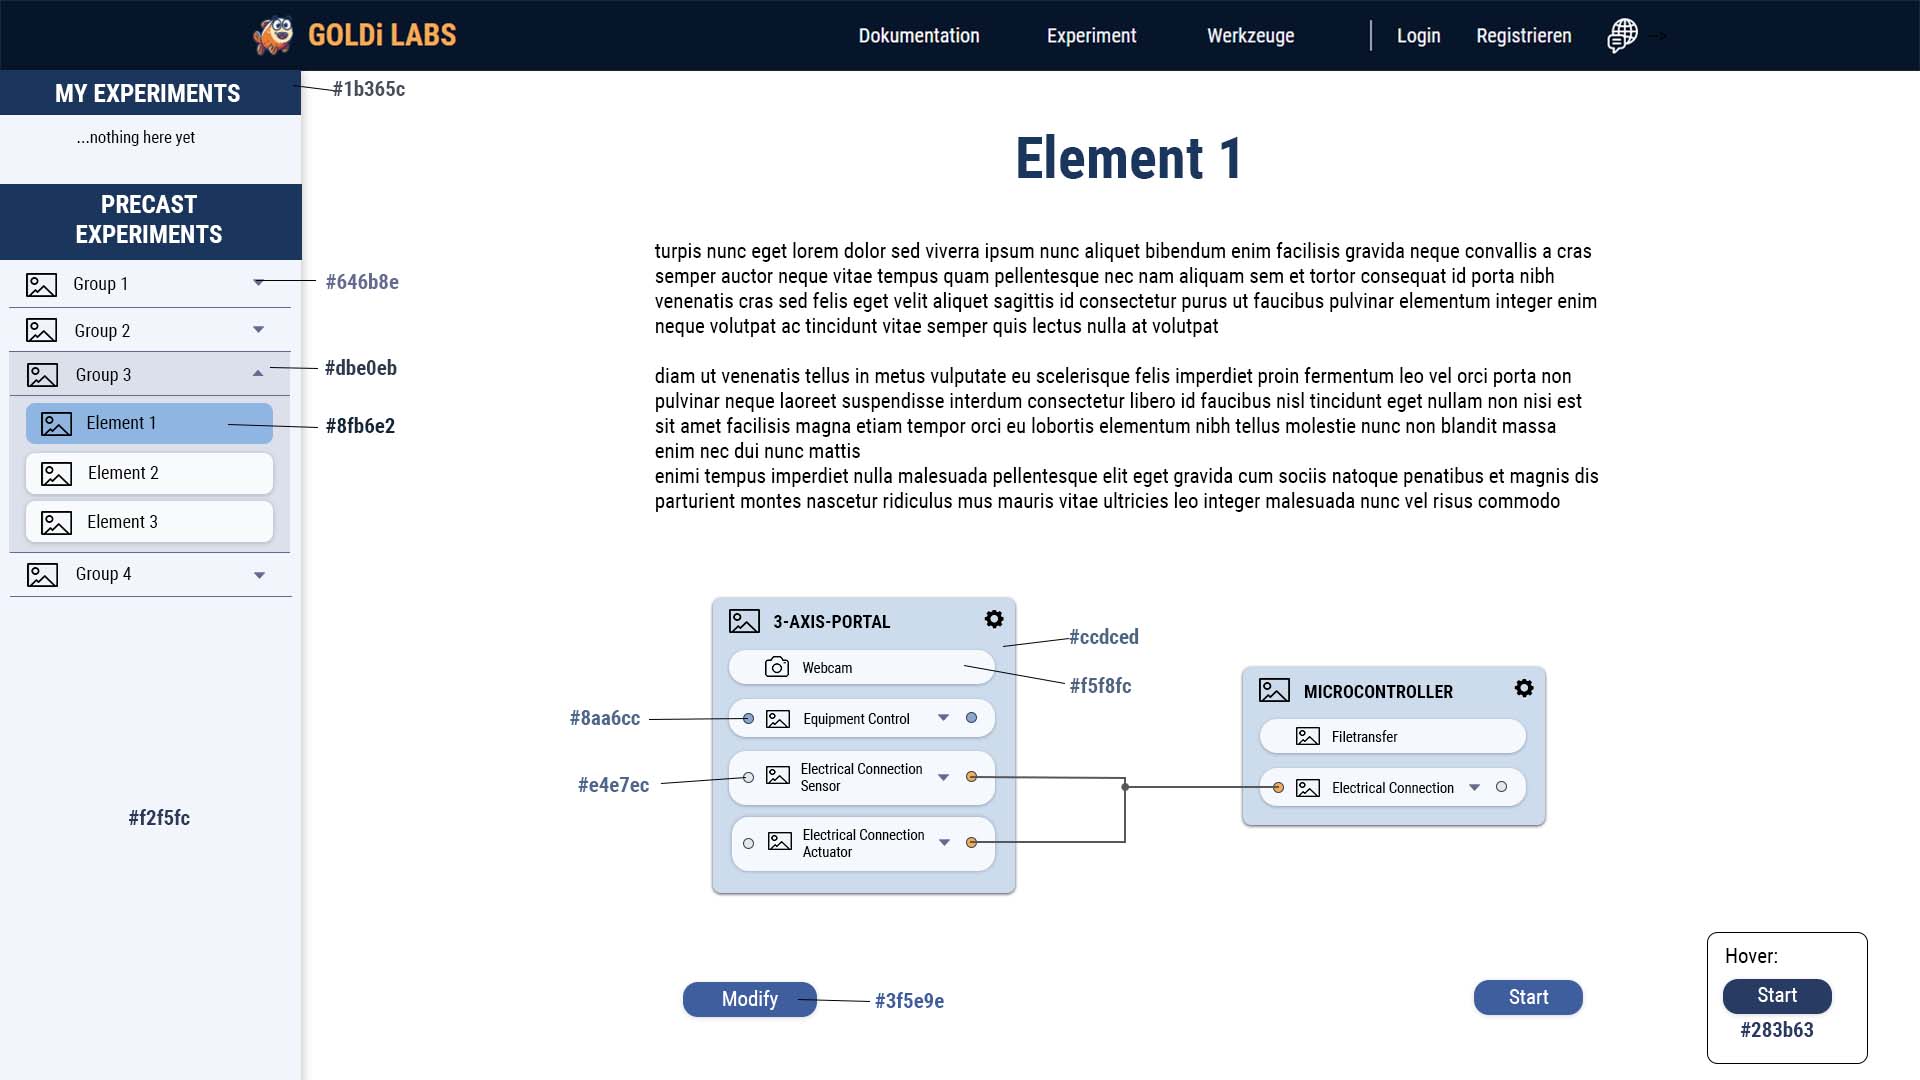 GOLDi LABS
Dokumentation
Experiment
Werkzeuge
Login
Registrieren
-->
MY EXPERIMENTS
#1b365c
...nothing here yet
PRECAST
EXPERIMENTS
Group 1
#646b8e
Group 2
Group 3
#dbe0eb
Element 1
#8fb6e2
Element 2
Element 3
Group 4
#f2f5fc
Element 1
turpis nunc eget lorem dolor sed viverra ipsum nunc aliquet bibendum enim facilisis gravida neque convallis a cras
semper auctor neque vitae tempus quam pellentesque nec nam aliquam sem et tortor consequat id porta nibh
venenatis cras sed felis eget velit aliquet sagittis id consectetur purus ut faucibus pulvinar elementum integer enim
neque volutpat ac tincidunt vitae semper quis lectus nulla at volutpat
diam ut venenatis tellus in metus vulputate eu scelerisque felis imperdiet proin fermentum leo vel orci porta non
pulvinar neque laoreet suspendisse interdum consectetur libero id faucibus nisl tincidunt eget nullam non nisi est
sit amet facilisis magna etiam tempor orci eu lobortis elementum nibh tellus molestie nunc non blandit massa
enim nec dui nunc mattis
enimi tempus imperdiet nulla malesuada pellentesque elit eget gravida cum sociis natoque penatibus et magnis dis
parturient montes nascetur ridiculus mus mauris vitae ultricies leo integer malesuada nunc vel risus commodo
3-AXIS-PORTAL
#ccdced
Webcam
#f5f8fc
#8aa6cc
Equipment Control
#e4e7ec
Electrical Connection
Sensor
Electrical Connection
Actuator
MICROCONTROLLER
Filetransfer
Electrical Connection
Modify
#3f5e9e
Start
Hover:
Start
#283b63